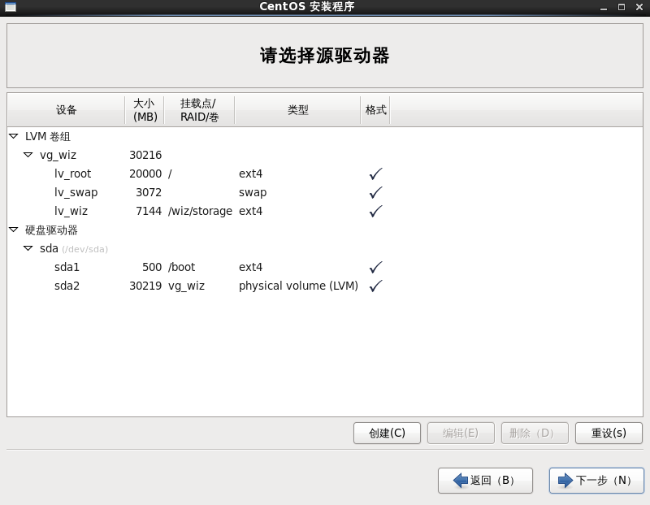 CentOS 安装程序
请选择源驱动器
设备 大小 (MB) 挂载点/ RAID/卷 类型 格式
LVM 卷组
vg_wiz 30216
lv_root 20000 / ext4
lv_swap 3072 swap
lv_wiz 7144 /wiz/storage ext4
硬盘驱动器
sda (/dev/sda)
sda1 500 /boot ext4
sda2 30219 vg_wiz physical volume (LVM)
创建(C) 编辑(E) 删除（D） 重设(s)
返回（B） 下一步（N）